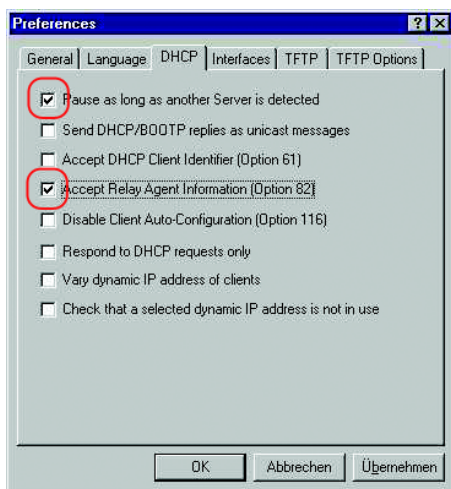 Preferences
General Language DHCP Interfaces TFTP TFTP Options
Pause as long as another Server is detected
Send DHCP/BOOTP replies as unicast messages
Accept DHCP Client Identifier (Option 61)
Accept Relay Agent Information (Option 82)
Disable Client Auto-Configuration (Option 116)
Respond to DHCP requests only
Vary dynamic IP address of clients
Check that a selected dynamic IP address is not in use
OK Abbrechen Übernehmen